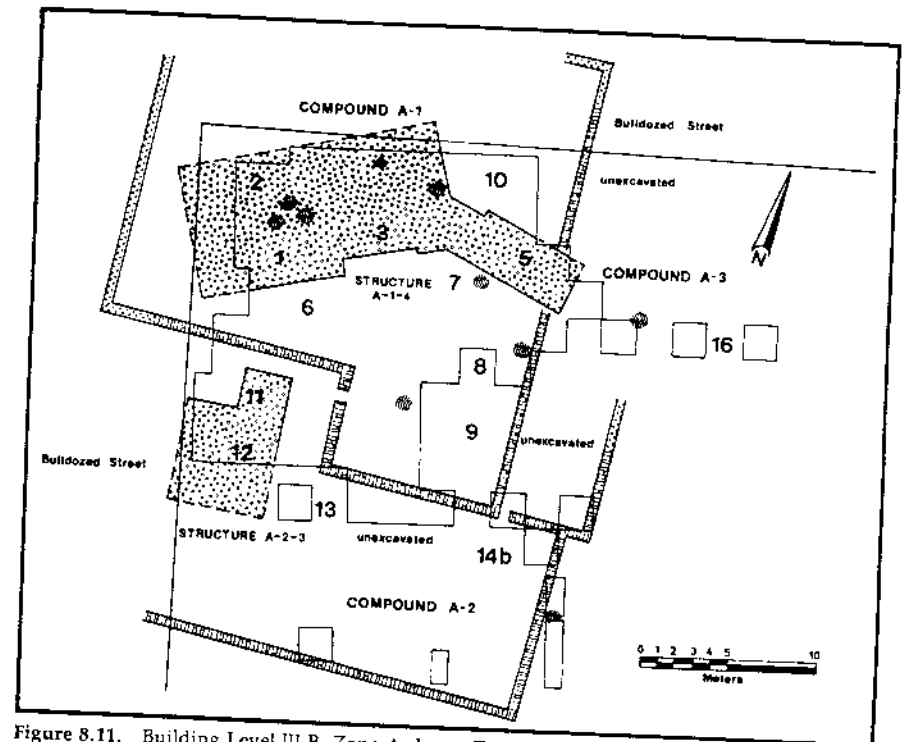 COMPOUND A-1
Bulldozed Street
unexcavated
2
10
1
3
5
COMPOUND A-3
STRUCTURE
A-1-4
7
6
16
8
11
9
12
unexcavated
Bulldozed Street
13
STRUCTURE A-2-3
unexcavated
14b
COMPOUND A-2
N
0 1 2 3 4 5 10
Meters
Figure 8.11. Building Level III B, Zone A